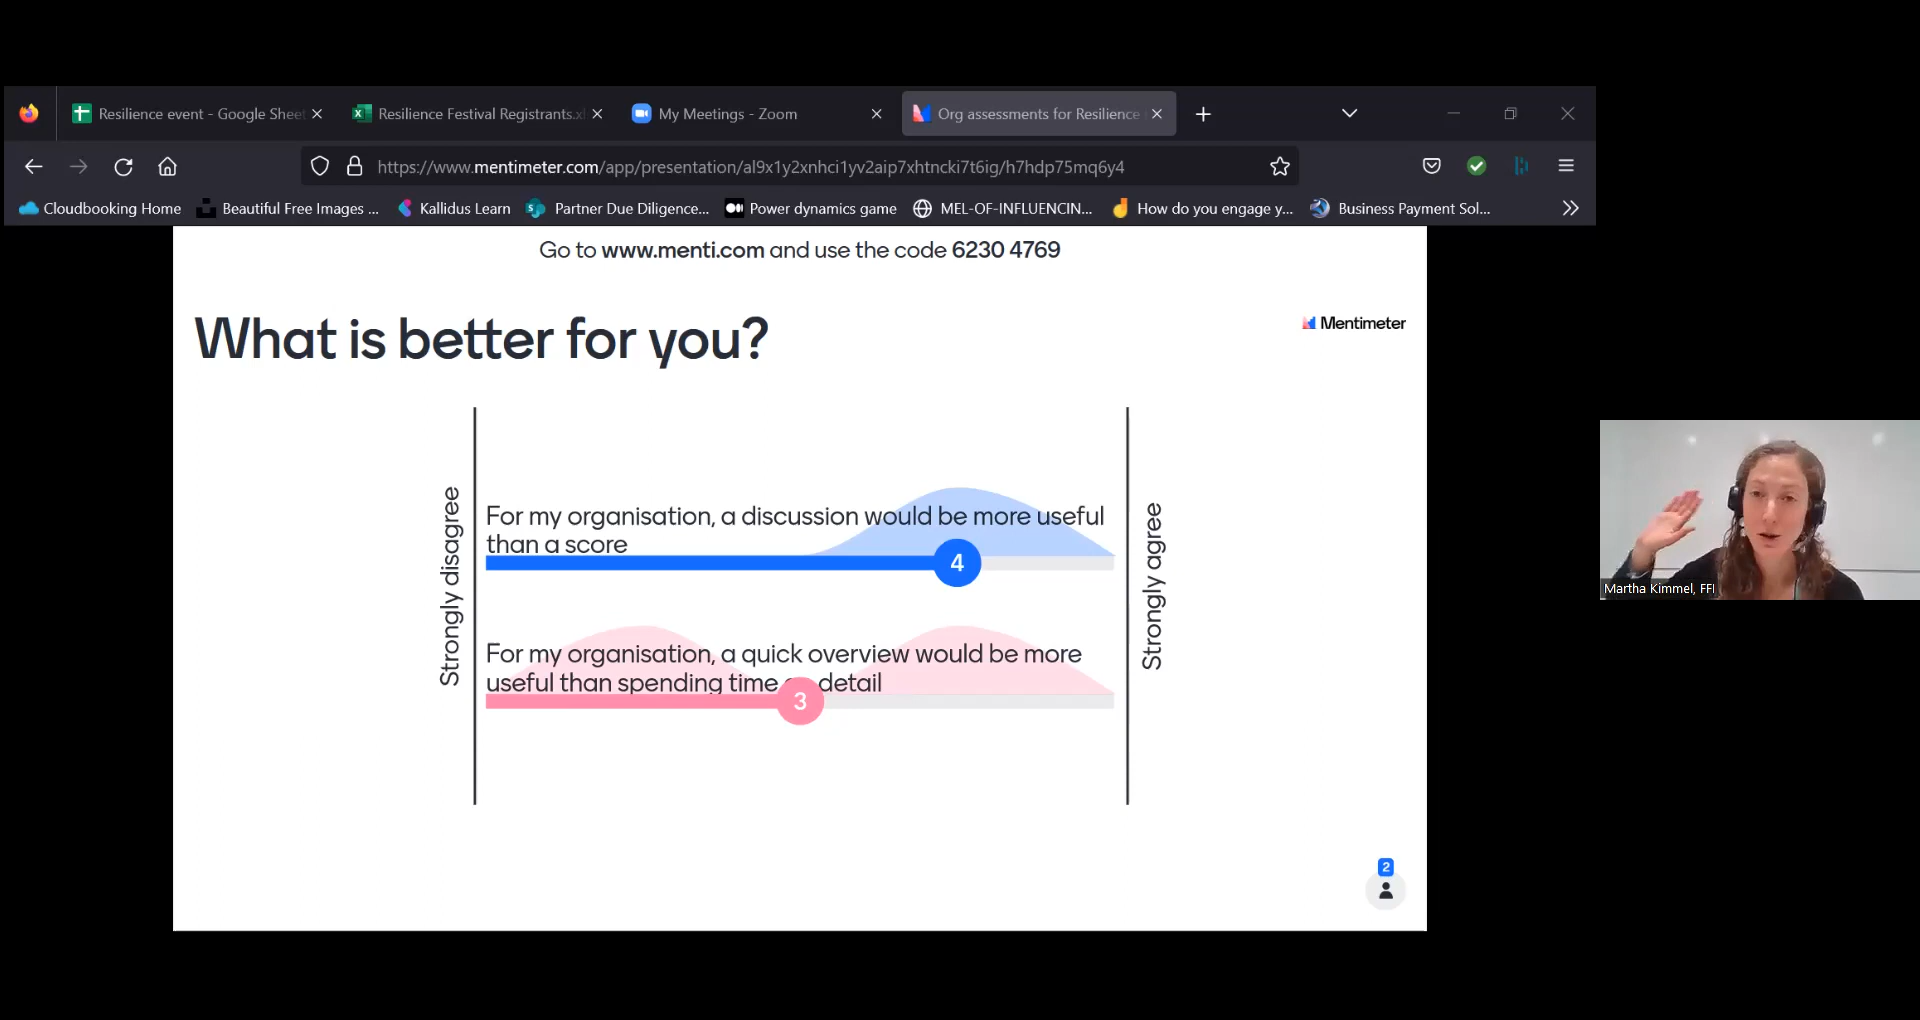 Resilience event - Google Sheet
Resilience Festival Registrants.x
My Meetings - Zoom
Org assessments for Resilience
https://www.mentimeter.com/app/presentation/al9x1y2xnhci1yv2aip7xhtncki7t6ig/h7hdp75mq6y4
Cloudbooking Home
Beautiful Free Images ...
Kallidus Learn
Partner Due Diligence...
Power dynamics game
MEL-OF-INFLUENCIN...
How do you engage y...
Business Payment Sol...
Go to www.menti.com and use the code 6230 4769
What is better for you?
Mentimeter
Strongly disagree
For my organisation, a discussion would be more useful
than a score
4
For my organisation, a quick overview would be more
useful than spending time detail
3
Strongly agree
2
Martha Kimmel, FFI